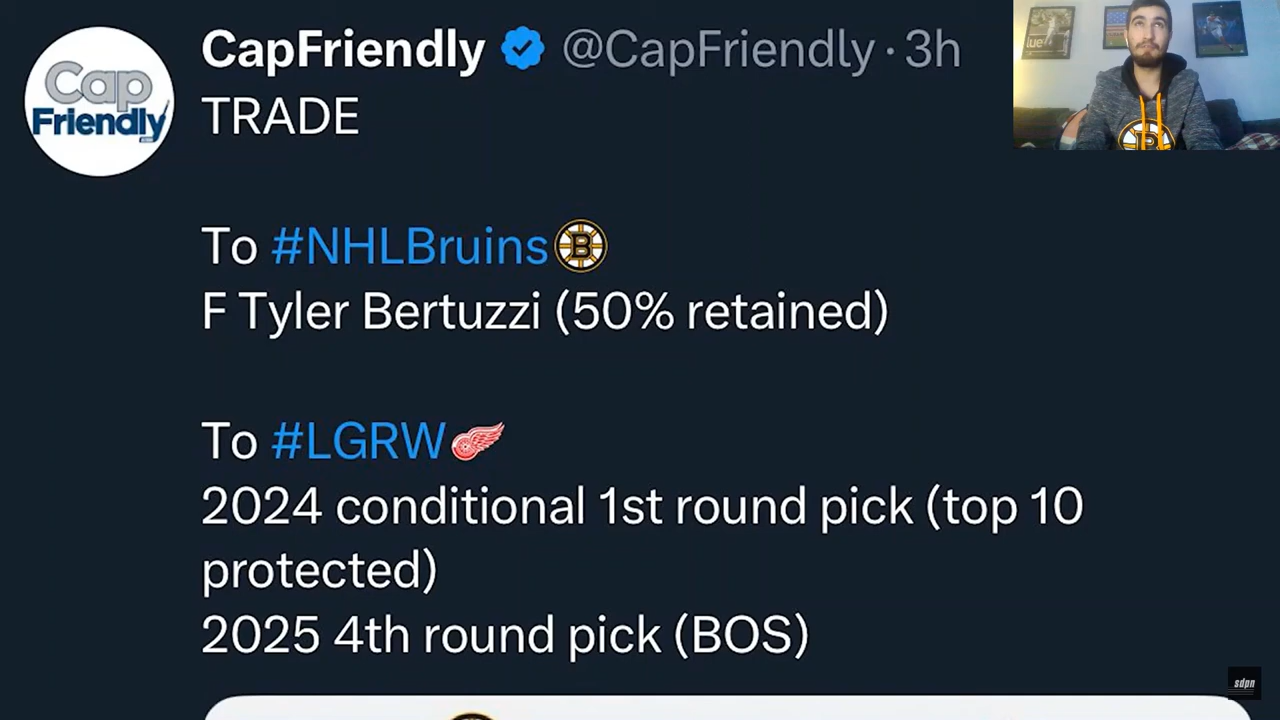 CapFriendly @CapFriendly · 3h
Cap
Friendly
TRADE
To #NHLBruins B
F Tyler Bertuzzi (50% retained)
To #LGRW
2024 conditional 1st round pick (top 10
protected)
2025 4th round pick (BOS)
lue
B
sdpn